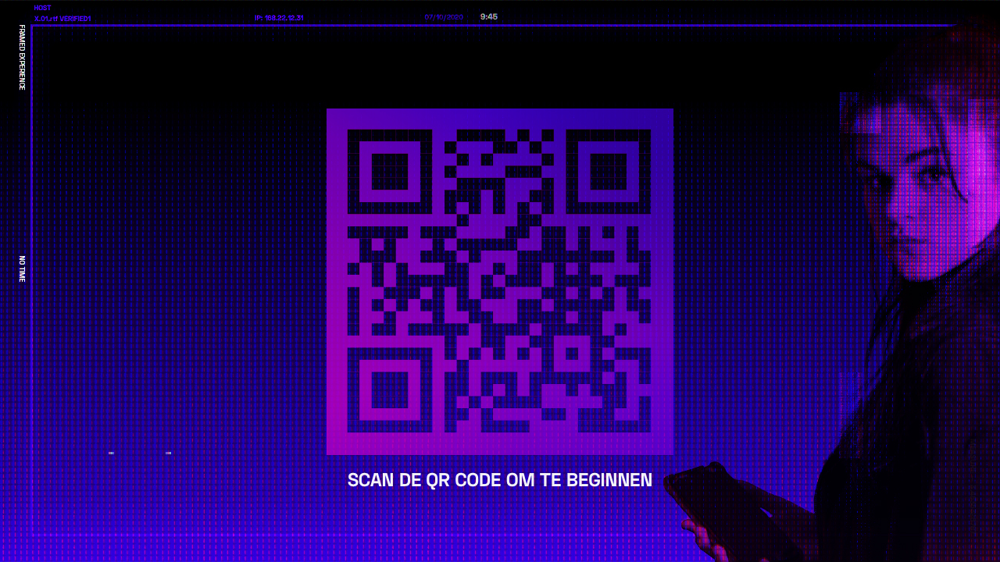 HOST
X.01.rtf VERIFIED1
IP: 198.22.12.31
07/10/2020
9:45
FRAMED EXPERIENCE
NO TIME
SCAN DE QR CODE OM TE BEGINNEN